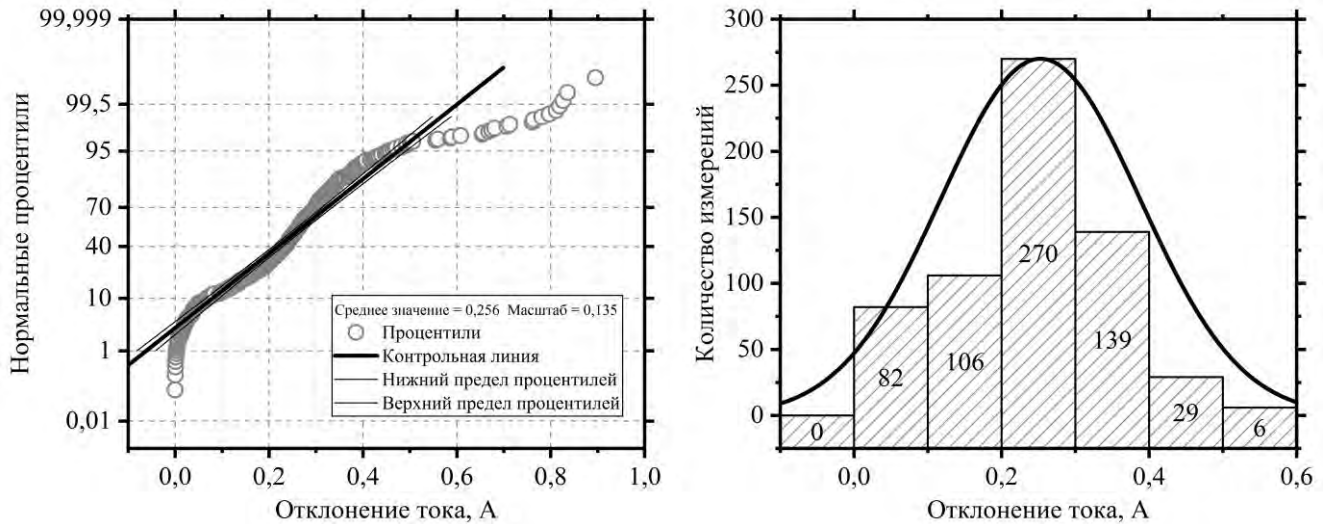 99,999
99,5
95
70
40
10
1
0,01
Нормальные процентили
Среднее значение = 0,256 Масштаб = 0,135
Процентили
Контрольная линия
Нижний предел процентилей
Верхний предел процентилей
0,0 0,2 0,4 0,6 0,8 1,0
Отклонение тока, А
300
250
200
150
100
50
0
Количество измерений
0 82 106 270 139 29 6
0,0 0,2 0,4 0,6
Отклонение тока, А